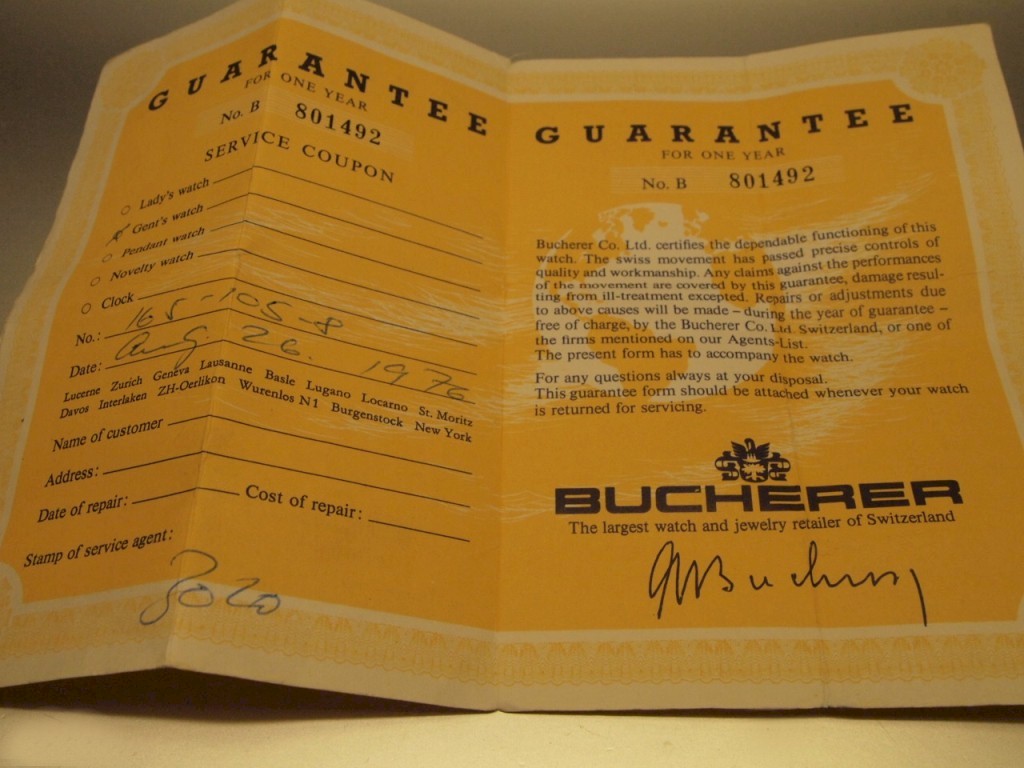 GUARANTEE
FOR ONE YEAR
No. B 801492
SERVICE COUPON
Lady's watch
Gent's watch
Pendant watch
Novelty watch
Clock
No.: 165-105-8
Date: Aug. 26. 1976
Lucerne Zurich Geneva Lausanne Basle Lugano Locarno St. Moritz
Davos Interlaken ZH-Oerlikon Wurenlos N1 Burgenstock New York
Name of customer
Address:
Date of repair: Cost of repair:
Stamp of service agent:
GUARANTEE
FOR ONE YEAR
No. B 801492
Bucherer Co. Ltd. certifies the dependable functioning of this
watch. The swiss movement has passed precise controls of
quality and workmanship. Any claims against the performances
of the movement are covered by this guarantee, damage resul-
ting from ill-treatment excepted. Repairs or adjustments due
to above causes will be made – during the year of guarantee –
free of charge, by the Bucherer Co. Ltd. Switzerland, or one of
the firms mentioned on our Agents-List.
The present form has to accompany the watch.
For any questions always at your disposal.
This guarantee form should be attached whenever your watch
is returned for servicing.
BUCHERER
The largest watch and jewelry retailer of Switzerland